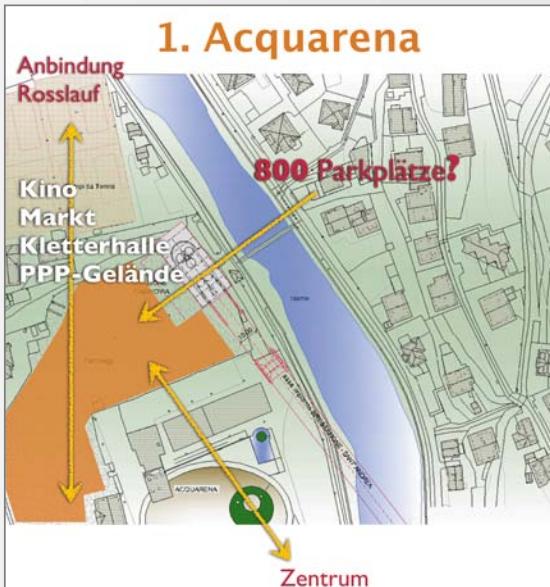 1. Acquarena
Anbindung
Rosslauf
800 Parkplätze?
Kino
Markt
Kletterhalle
PPP-Gelände
ACQUARENA
Zentrum